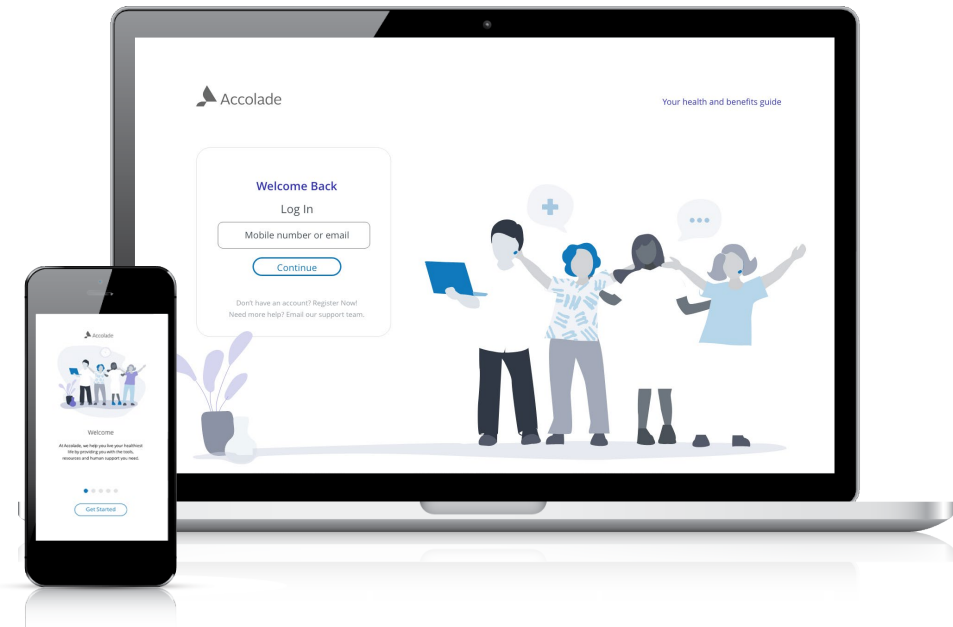 Accolade
Your health and benefits guide
Welcome Back
Log In
Mobile number or email
Continue
Don't have an account? Register Now!
Need more help? Email our support team.
Accolade
Welcome
At Accolade, we help you live your healthiest
life by providing you with the tools,
resources and human support you need.
Get Started